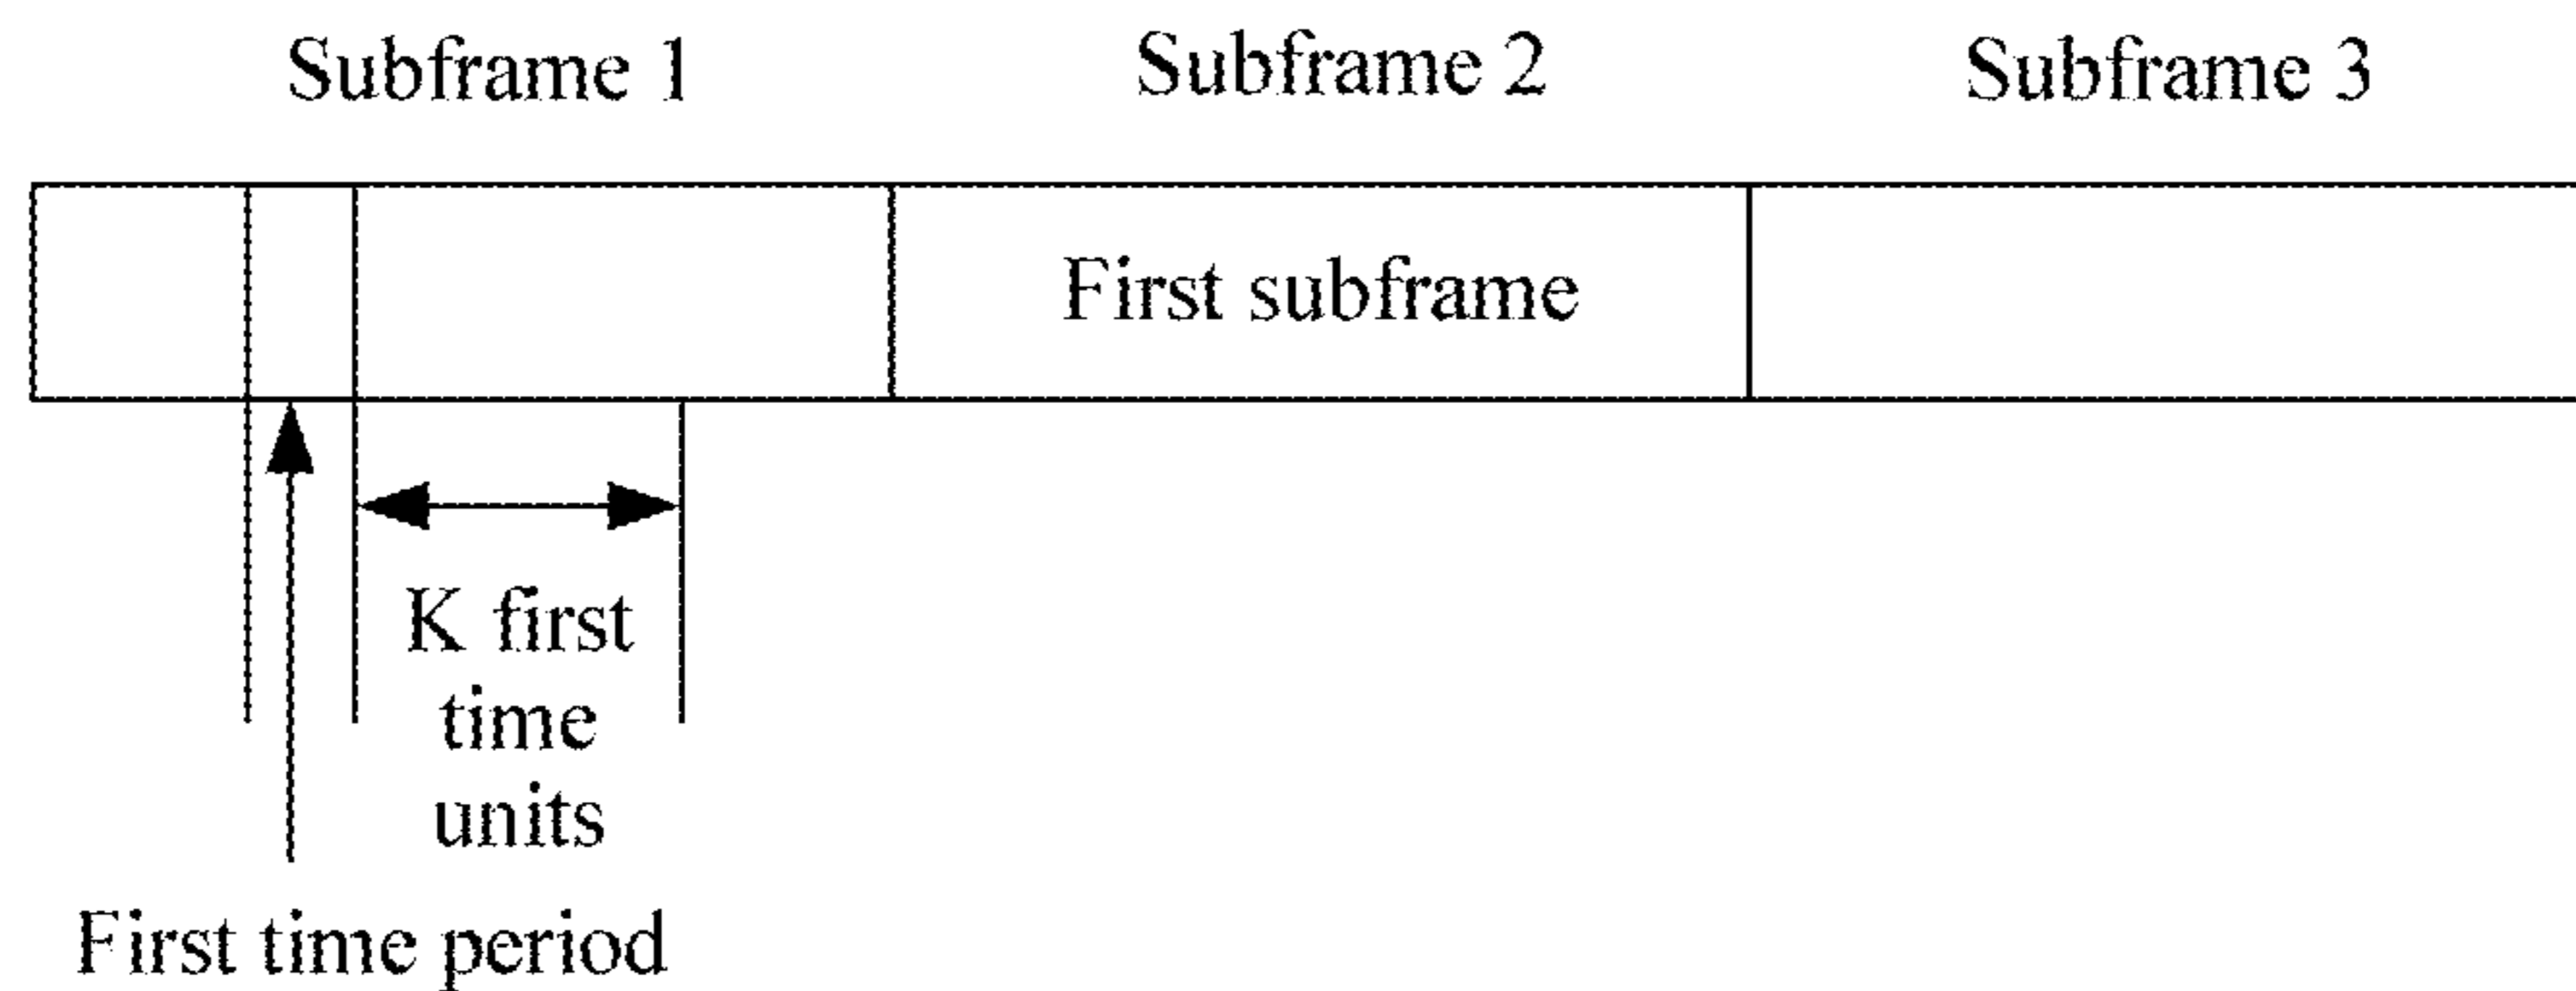 Subframe 1
Subframe 2
Subframe 3
First subframe
K first
time
units
First time period